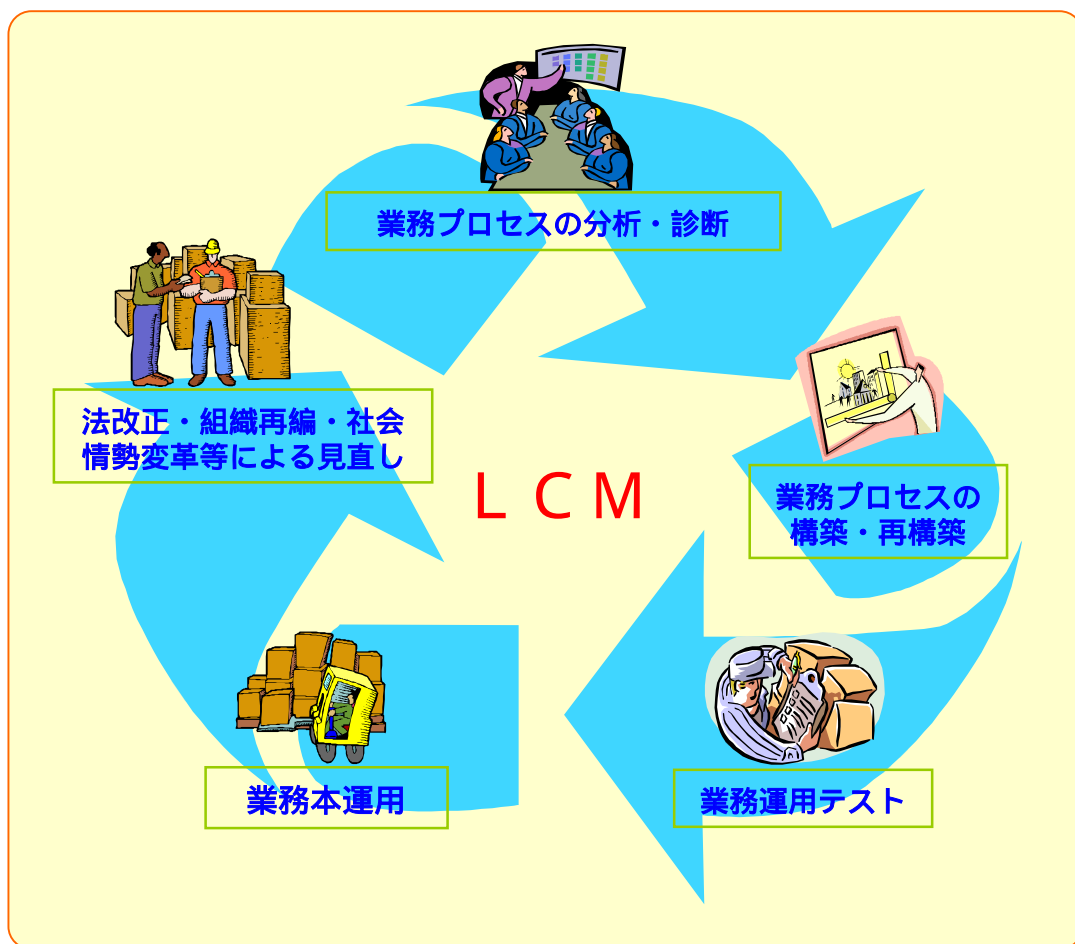 業務プロセスの分析・診断
法改正・組織再編・社会
情勢変革等による見直し
LCM
業務プロセスの
構築・再構築
業務本運用
業務運用テスト